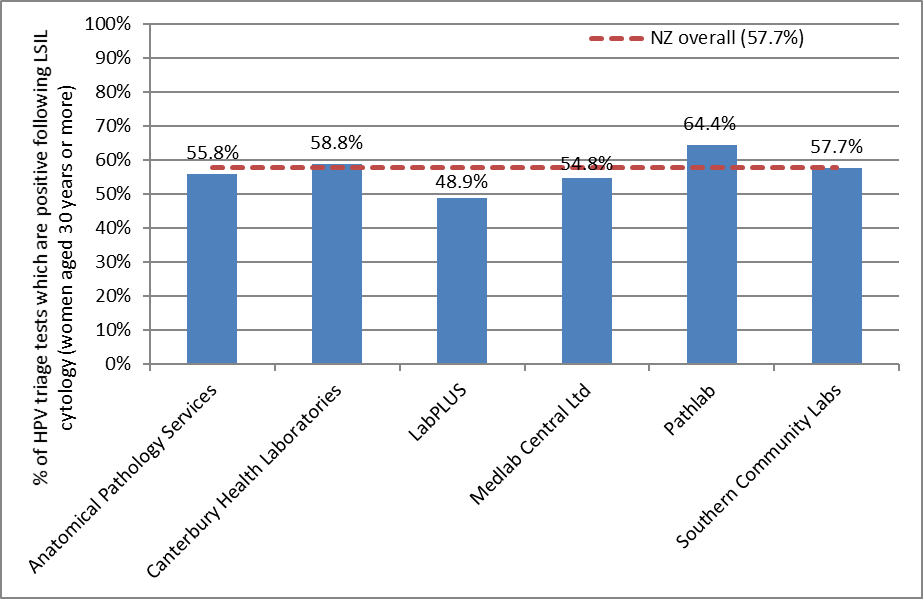 % of HPV triage tests which are positive following LSIL
cytology (women aged 30 years or more)
100%
90%
80%
70%
60%
50%
40%
30%
20%
10%
0%
NZ overall (57.7%)
55.8%
58.8%
48.9%
54.8%
64.4%
57.7%
Anatomical Pathology Services
Canterbury Health Laboratories
LabPLUS
Medlab Central Ltd
Pathlab
Southern Community Labs